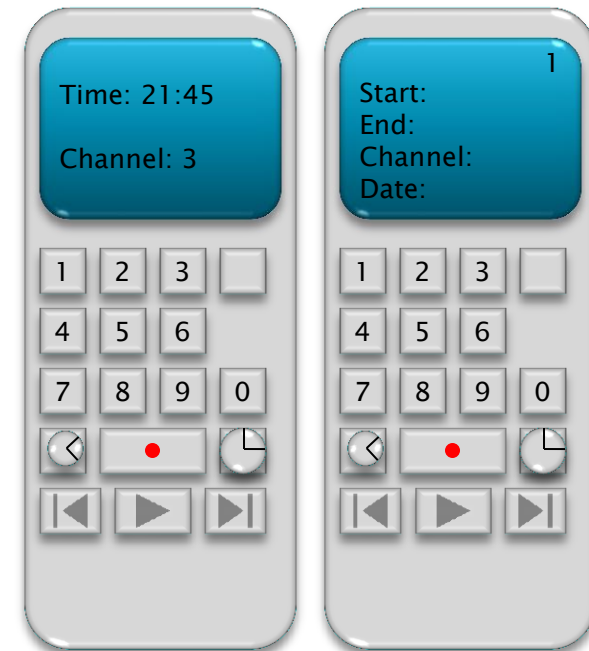 Time: 21:45
Channel: 3
1 2 3
4 5 6
7 8 9 0
1
Start:
End:
Channel:
Date:
1 2 3
4 5 6
7 8 9 0